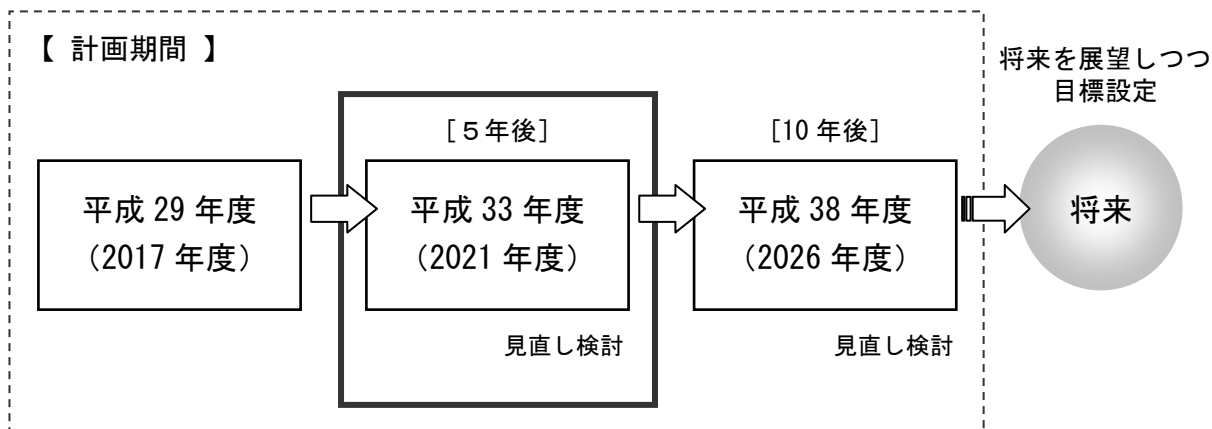 【 計画期間 】
将来を展望しつつ
目標設定
[５年後]
[10 年後]
平成 29 年度
（2017 年度）
平成 33 年度
（2021 年度）
平成 38 年度
（2026 年度）
将来
見直し検討
見直し検討